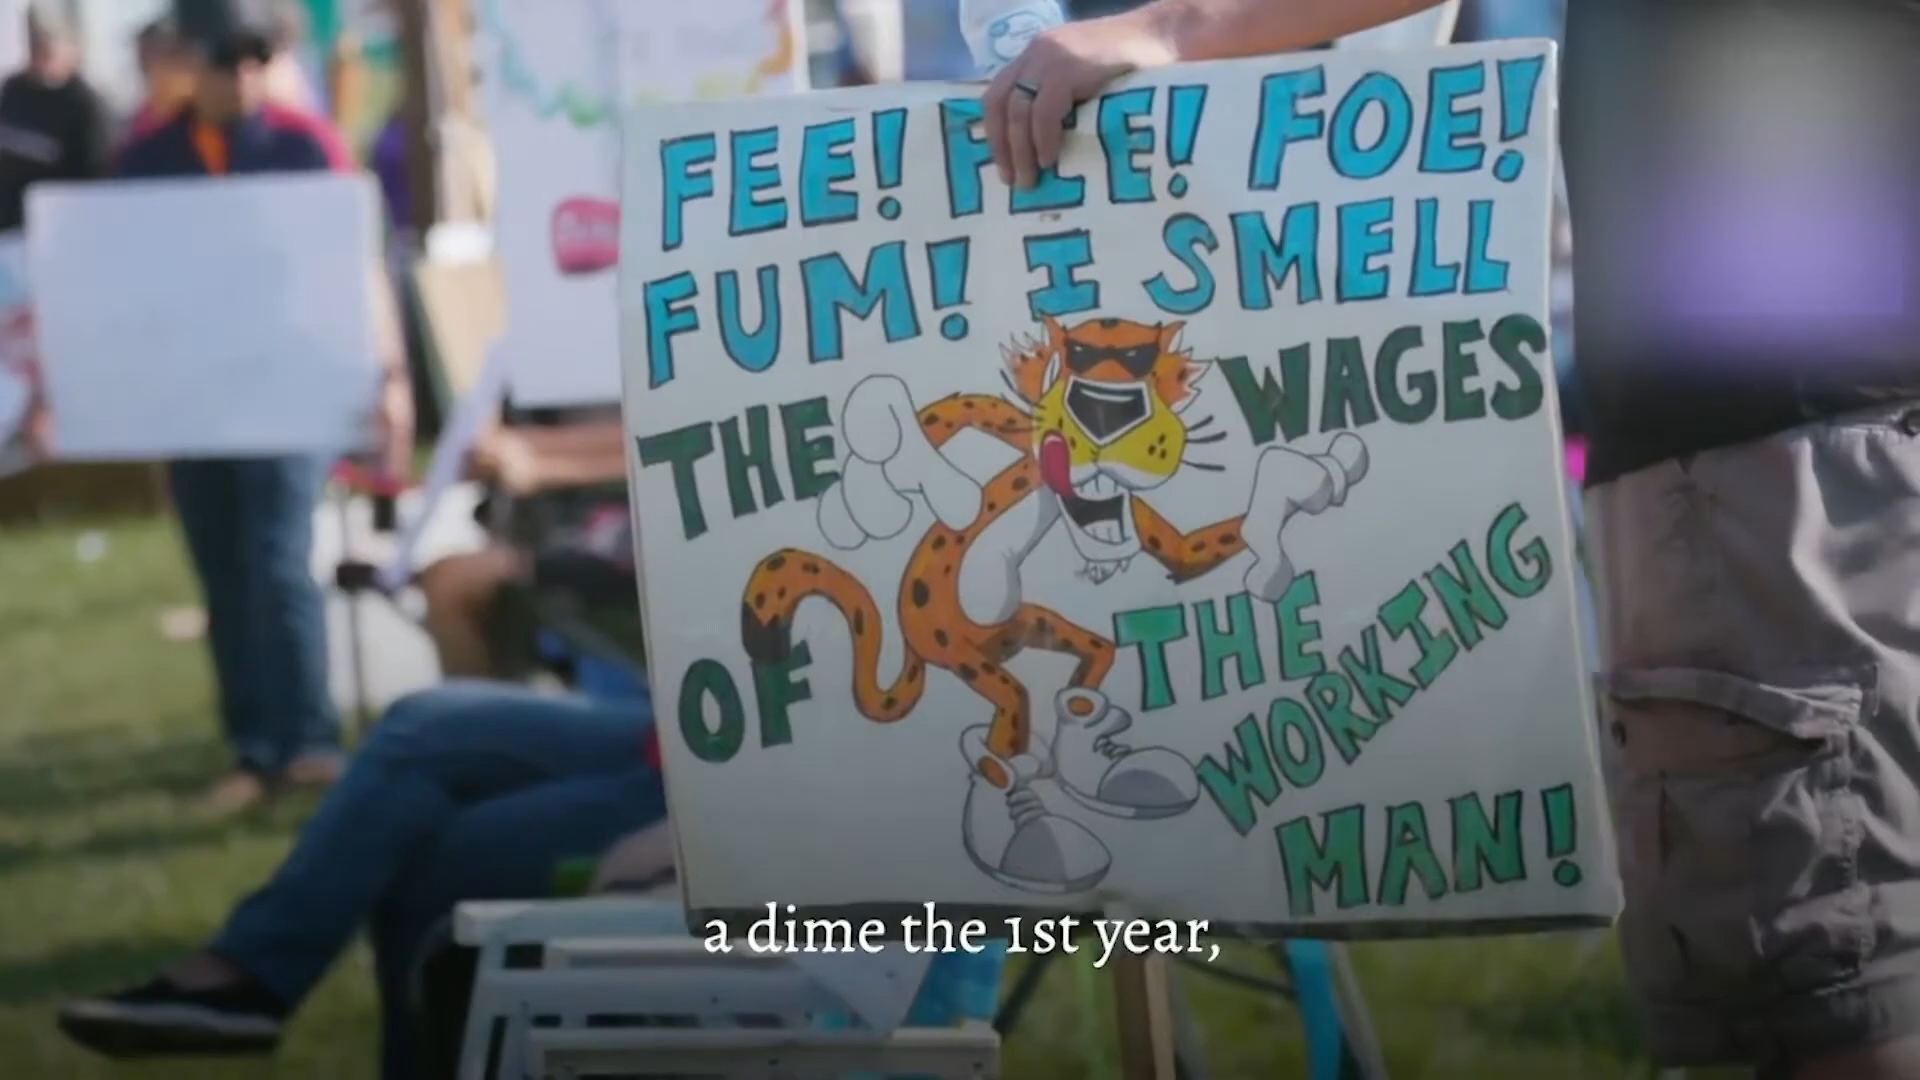 FEE! FIE! FOE!
FUM! I SMELL
THE WAGES
OF THE
WORKING
MAN!
a dime the 1st year,